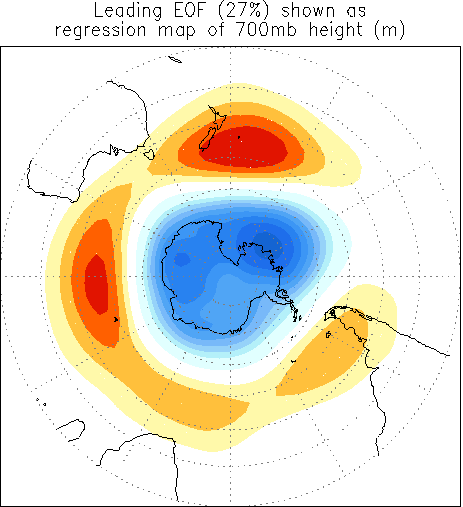 Leading EOF (27%) shown as
regression map of 700mb height (m)